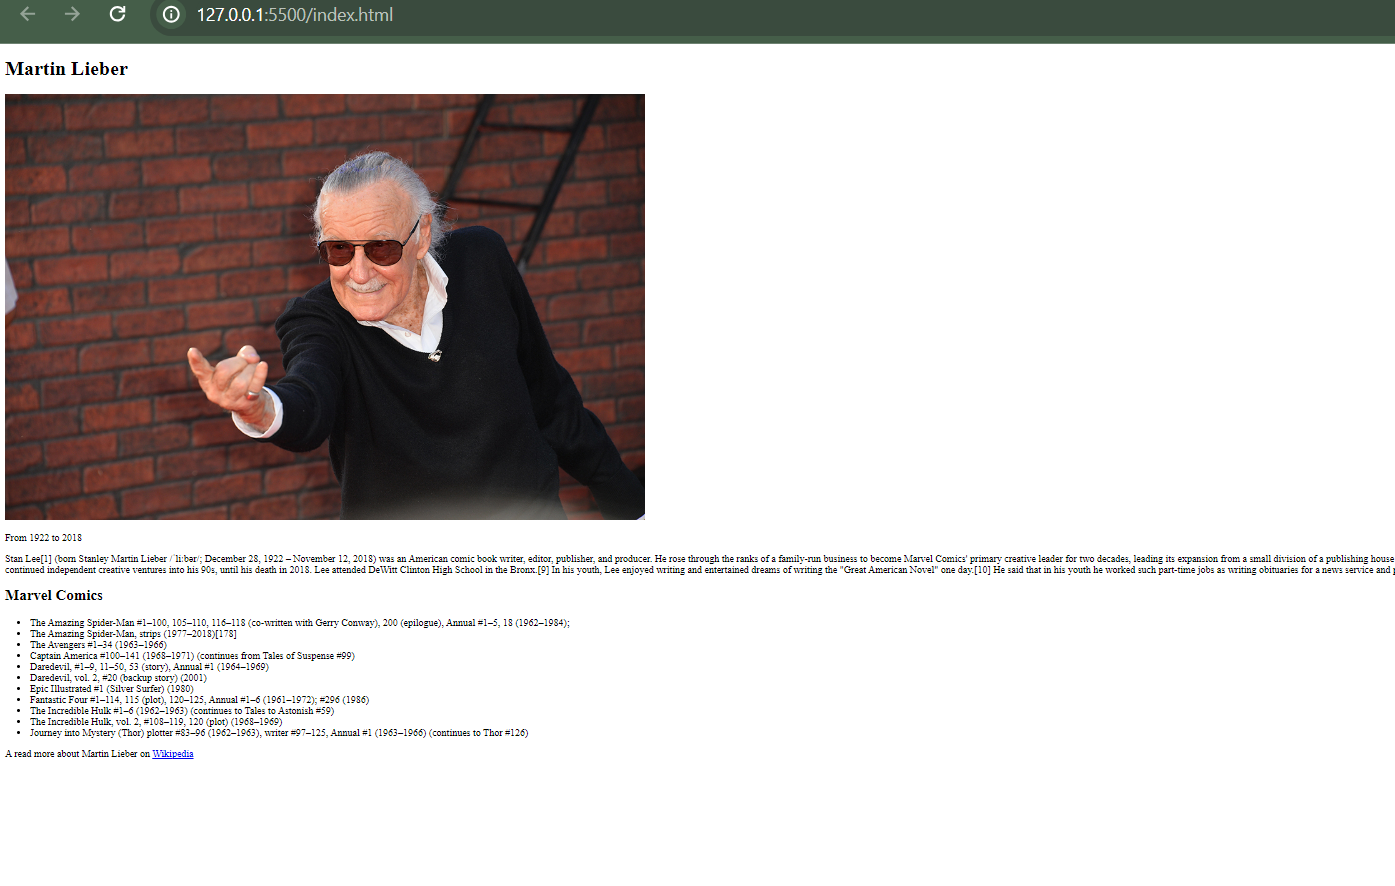 127.0.0.1:5500/index.html
Martin Lieber
From 1922 to 2018
Stan Lee[1] (born Stanley Martin Lieber /ˈliːbər/; December 28, 1922 – November 12, 2018) was an American comic book writer, editor, publisher, and producer. He rose through the ranks of a family-run business to become Marvel Comics' primary creative leader for two decades, leading its expansion from a small division of a publishing house
continued independent creative ventures into his 90s, until his death in 2018. Lee attended DeWitt Clinton High School in the Bronx.[9] In his youth, Lee enjoyed writing and entertained dreams of writing the "Great American Novel" one day.[10] He said that in his youth he worked such part-time jobs as writing obituaries for a news service and
Marvel Comics
• The Amazing Spider-Man #1–100, 105–110, 116–118 (co-written with Gerry Conway), 200 (epilogue), Annual #1–5, 18 (1962–1984);
• The Amazing Spider-Man, strips (1977–2018)[178]
• The Avengers #1–34 (1963–1966)
• Captain America #100–141 (1968–1971) (continues from Tales of Suspense #99)
• Daredevil, #1–9, 11–50, 53 (story), Annual #1 (1964–1969)
• Daredevil, vol. 2, #20 (backup story) (2001)
• Epic Illustrated #1 (Silver Surfer) (1980)
• Fantastic Four #1–114, 115 (plot), 120–125, Annual #1–6 (1961–1972); #296 (1986)
• The Incredible Hulk #1–6 (1962–1963) (continues to Tales to Astonish #59)
• The Incredible Hulk, vol. 2, #108–119, 120 (plot) (1968–1969)
• Journey into Mystery (Thor) plotter #83–96 (1962–1963), writer #97–125, Annual #1 (1963–1966) (continues to Thor #126)
A read more about Martin Lieber on Wikipedia